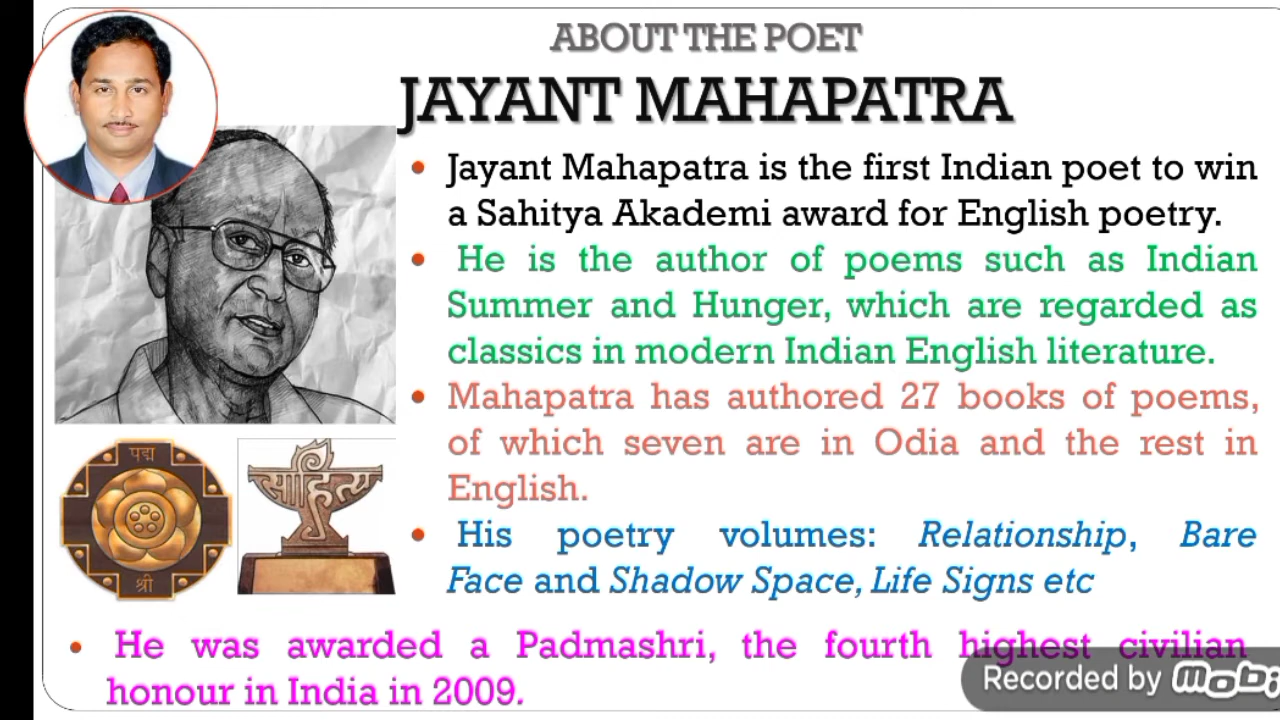 ABOUT THE POET
JAYANT MAHAPATRA
• Jayant Mahapatra is the first Indian poet to win
a Sahitya Akademi award for English poetry.
• He is the author of poems such as Indian
Summer and Hunger, which are regarded as
classics in modern Indian English literature.
• Mahapatra has authored 27 books of poems,
of which seven are in Odia and the rest in
English.
• His poetry volumes: Relationship, Bare
Face and Shadow Space, Life Signs etc
पद्म
श्री
साहित्य
• He was awarded a Padmashri, the fourth highest civilian
honour in India in 2009.
Recorded by